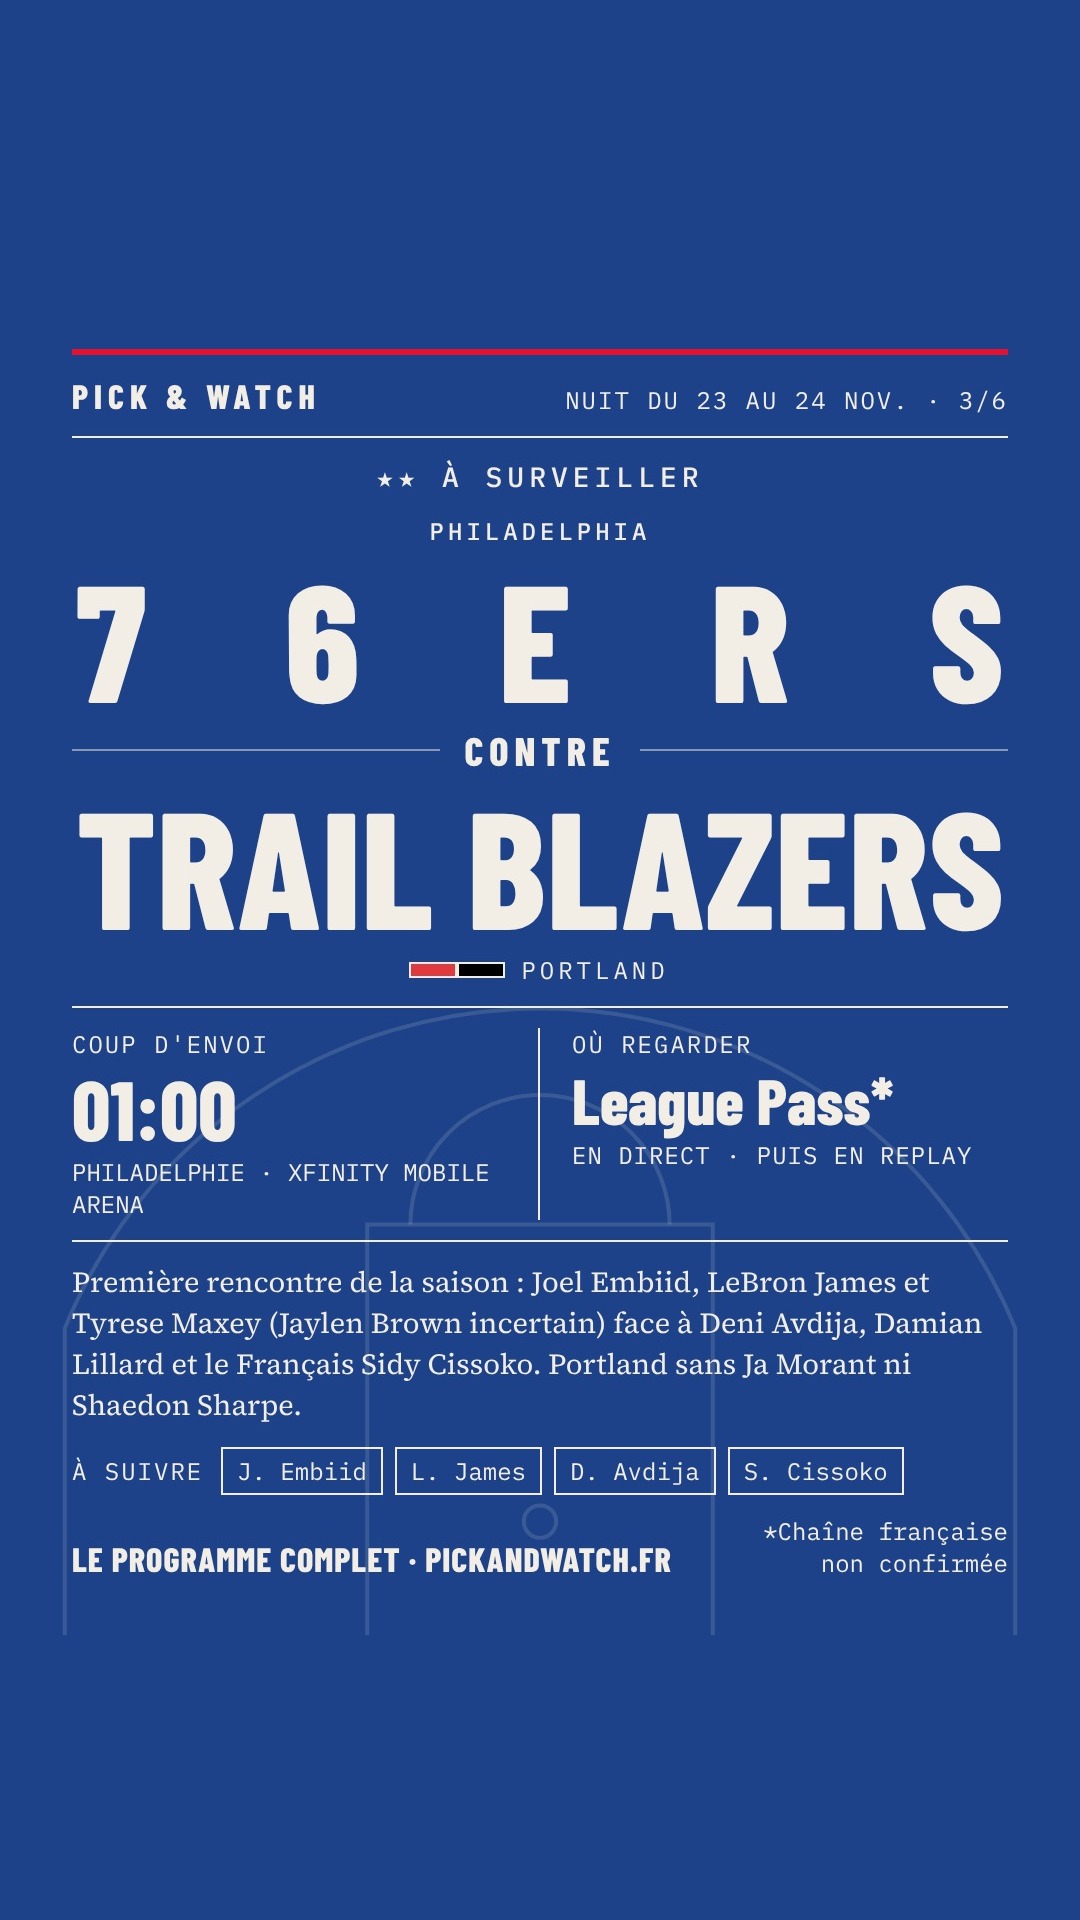 PICK & WATCH
NUIT DU 23 AU 24 NOV. · 3/6
★★ À SURVEILLER
PHILADELPHIA
76ERS
CONTRE
TRAIL BLAZERS
PORTLAND
COUP D'ENVOI
01:00
PHILADELPHIE · XFINITY MOBILE
ARENA
OÙ REGARDER
League Pass*
EN DIRECT · PUIS EN REPLAY
Première rencontre de la saison : Joel Embiid, LeBron James et
Tyrese Maxey (Jaylen Brown incertain) face à Deni Avdija, Damian
Lillard et le Français Sidy Cissoko. Portland sans Ja Morant ni
Shaedon Sharpe.
À SUIVRE J. Embiid L. James D. Avdija S. Cissoko
LE PROGRAMME COMPLET · PICKANDWATCH.FR
*Chaîne française
non confirmée